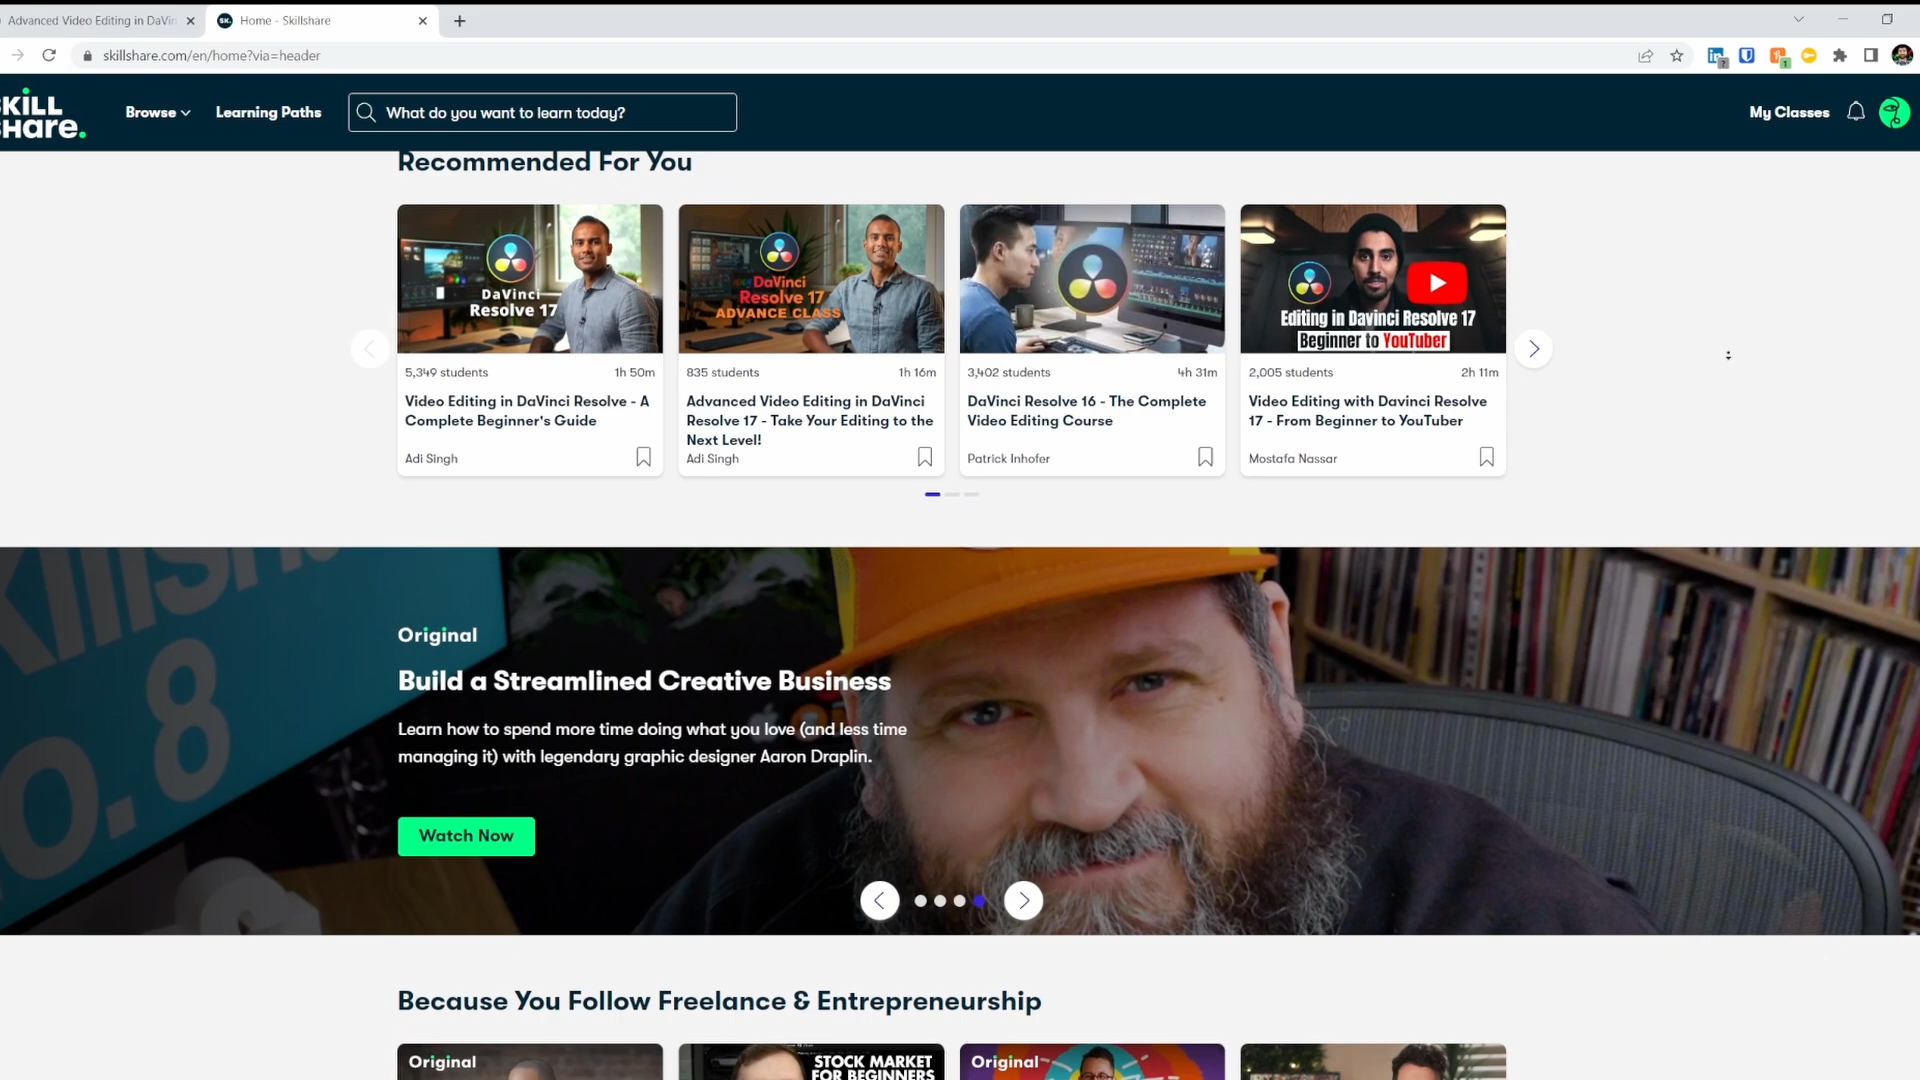 Advanced Video Editing in DaVin
SK.
Home - Skillshare
skillshare.com/en/home?via=header
SKILL
SHARE.
Browse
Learning Paths
What do you want to learn today?
My Classes
Recommended For You
DaVinci
Resolve 17
5,349 students
1h 50m
Video Editing in DaVinci Resolve - A
Complete Beginner's Guide
Adi Singh
DaVinci
Resolve 17
ADVANCE CLASS
835 students
1h 16m
Advanced Video Editing in DaVinci
Resolve 17 - Take Your Editing to the
Next Level!
Adi Singh
3,402 students
4h 31m
DaVinci Resolve 16 - The Complete
Video Editing Course
Patrick Inhofer
Editing in Davinci Resolve 17
Beginner to YouTuber
2,005 students
2h 11m
Video Editing with Davinci Resolve
17 - From Beginner to YouTuber
Mostafa Nassar
Original
Build a Streamlined Creative Business
Learn how to spend more time doing what you love (and less time
managing it) with legendary graphic designer Aaron Draplin.
Watch Now
Because You Follow Freelance & Entrepreneurship
Original
STOCK MARKET
FOR BEGINNERS
Original